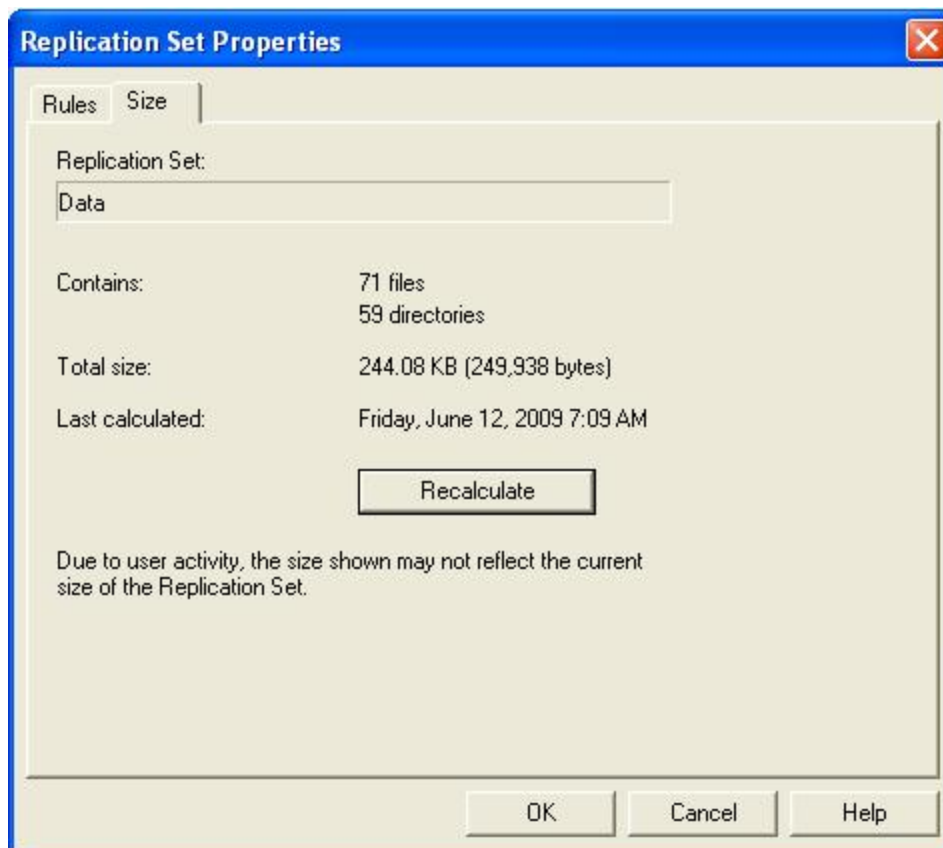 Replication Set Properties
Rules
Size
Replication Set:
Data
Contains:
71 files
59 directories
Total size:
244.08 KB (249,938 bytes)
Last calculated:
Friday, June 12, 2009 7:09 AM
Recalculate
Due to user activity, the size shown may not reflect the current
size of the Replication Set.
OK
Cancel
Help